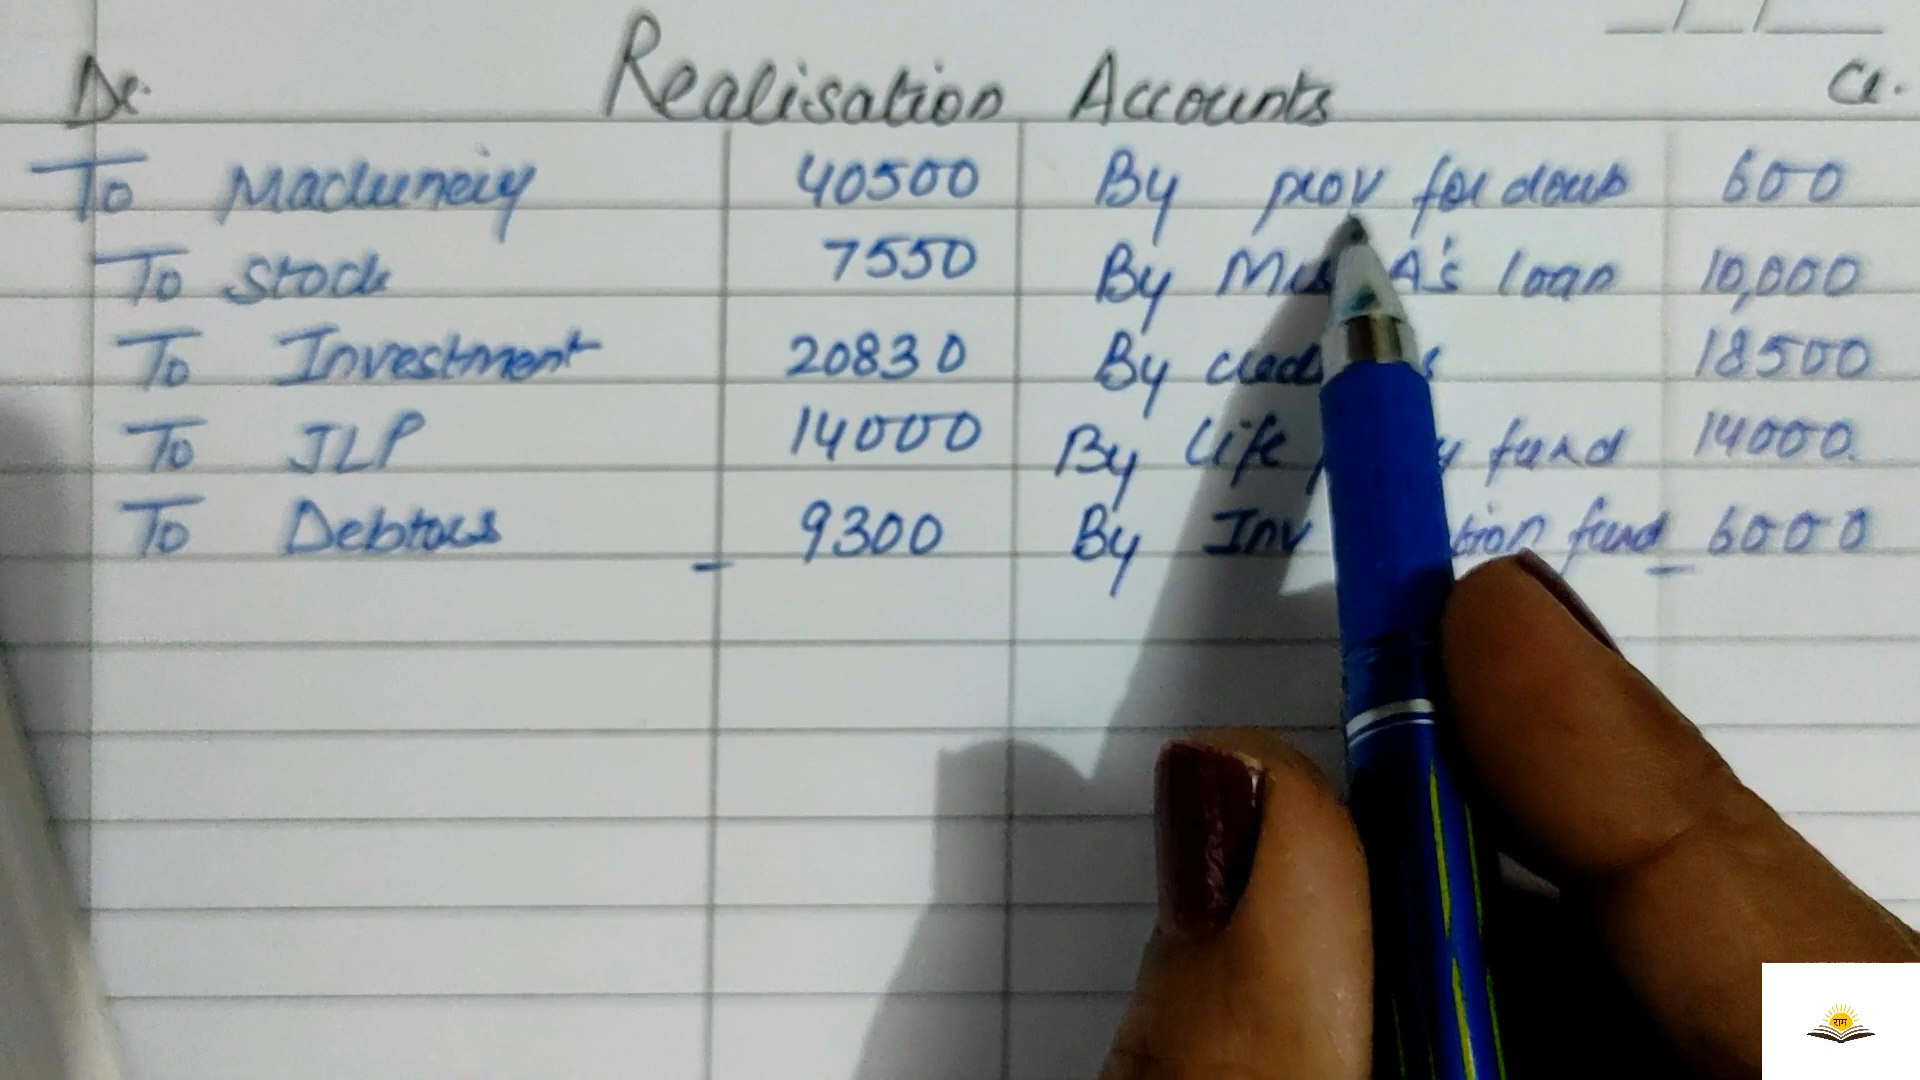 Dr. Realisation Accounts Cr.
To Machinery 40500 By prov for doub 600
To Stock 7550 By A's loan 10,000
To Investment 20830 By 18500
To JLP 14000 By Life fund 14000.
To Debtors 9300 By Inv fund 6000
राम